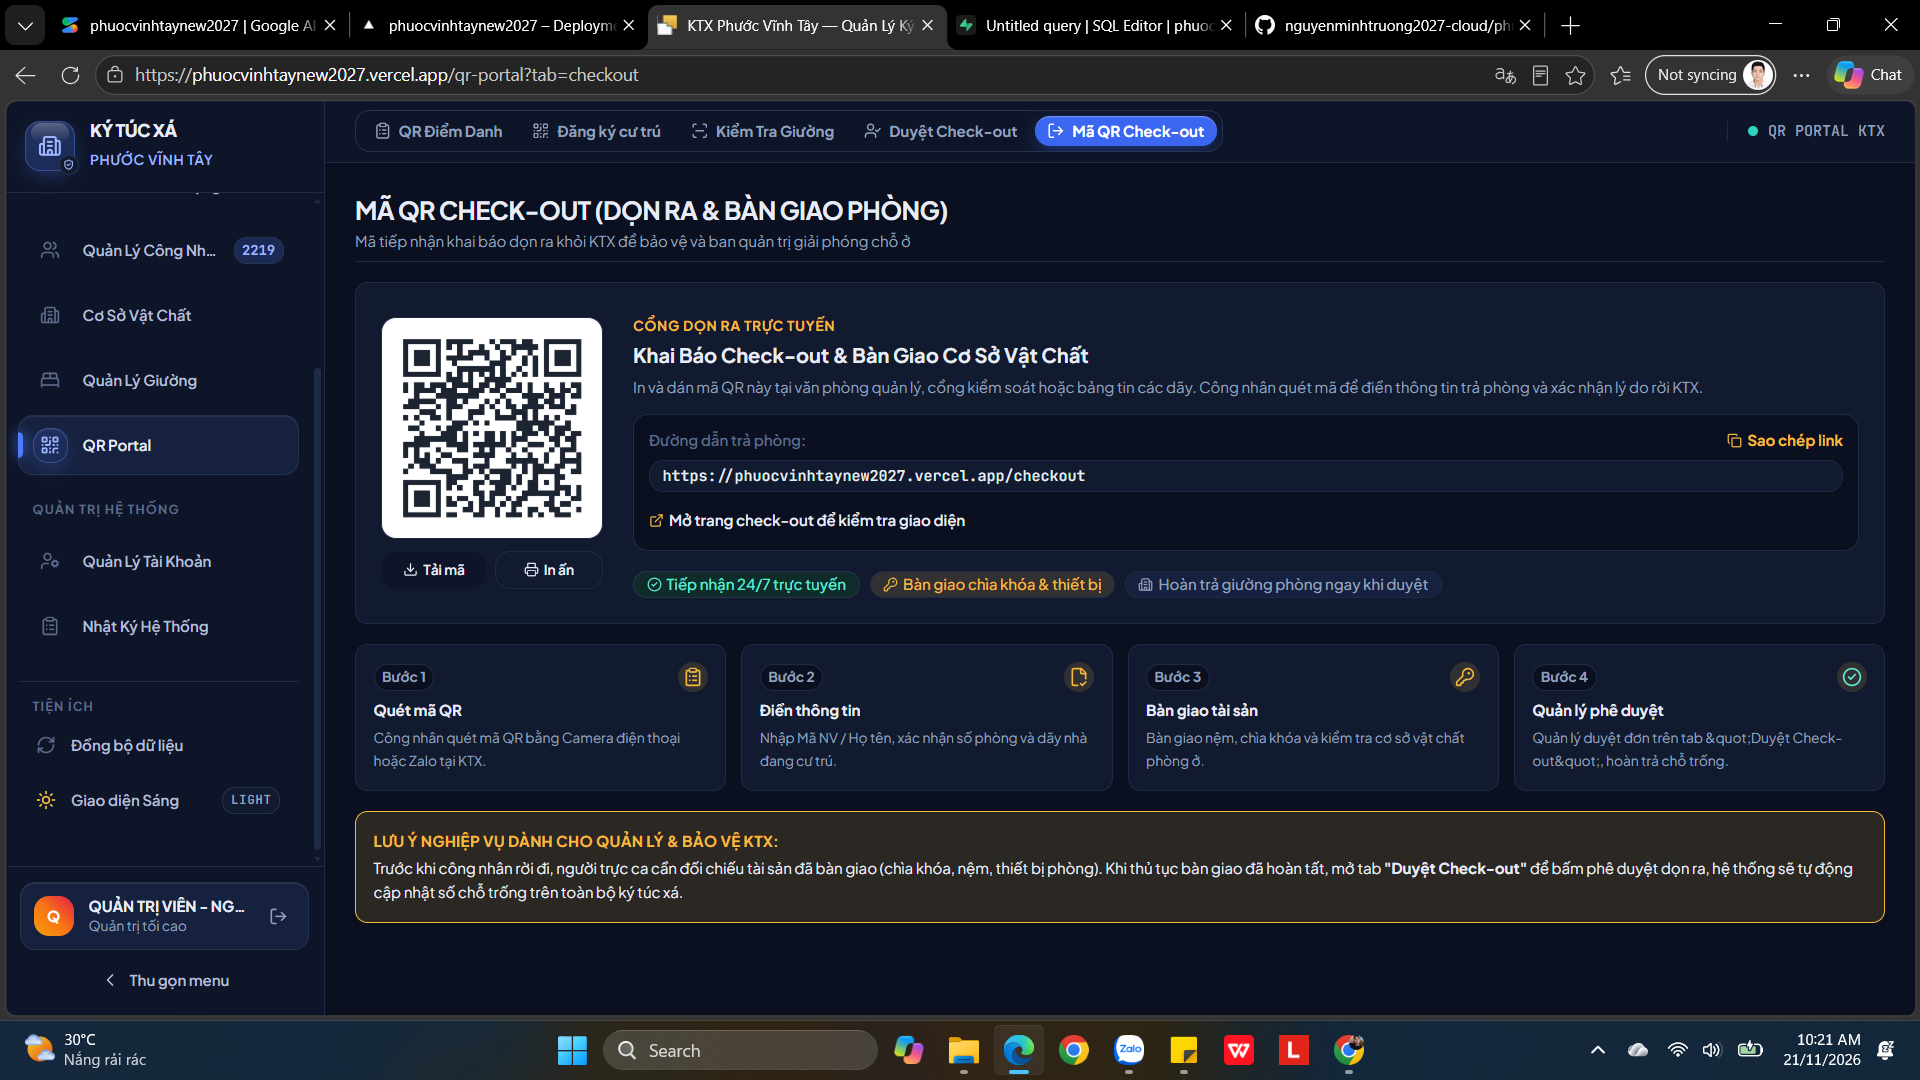 phuocvinhtaynew2027 | Google AI
phuocvinhtaynew2027 – Deployme
KTX Phước Vĩnh Tây — Quản Lý Ký
Untitled query | SQL Editor | phuoc
nguyenminhtruong2027-cloud/ph
https://phuocvinhtaynew2027.vercel.app/qr-portal?tab=checkout
Not syncing
Chat
KÝ TÚC XÁ
PHƯỚC VĨNH TÂY
QR Điểm Danh
Đăng ký cư trú
Kiểm Tra Giường
Duyệt Check-out
Mã QR Check-out
QR PORTAL KTX
Quản Lý Công Nh... 2219
Cơ Sở Vật Chất
Quản Lý Giường
QR Portal
QUẢN TRỊ HỆ THỐNG
Quản Lý Tài Khoản
Nhật Ký Hệ Thống
TIỆN ÍCH
Đồng bộ dữ liệu
Giao diện Sáng LIGHT
Q
QUẢN TRỊ VIÊN - NG...
Quản trị tối cao
Thu gọn menu
MÃ QR CHECK-OUT (DỌN RA & BÀN GIAO PHÒNG)
Mã tiếp nhận khai báo dọn ra khỏi KTX để bảo vệ và ban quản trị giải phóng chỗ ở
Tải mã
In ấn
CỔNG DỌN RA TRỰC TUYẾN
Khai Báo Check-out & Bàn Giao Cơ Sở Vật Chất
In và dán mã QR này tại văn phòng quản lý, cổng kiểm soát hoặc bảng tin các dãy. Công nhân quét mã để điền thông tin trả phòng và xác nhận lý do rời KTX.
Đường dẫn trả phòng:
Sao chép link
https://phuocvinhtaynew2027.vercel.app/checkout
Mở trang check-out để kiểm tra giao diện
Tiếp nhận 24/7 trực tuyến
Bàn giao chìa khóa & thiết bị
Hoàn trả giường phòng ngay khi duyệt
Bước 1
Quét mã QR
Công nhân quét mã QR bằng Camera điện thoại
hoặc Zalo tại KTX.
Bước 2
Điền thông tin
Nhập Mã NV / Họ tên, xác nhận số phòng và dãy nhà
đang cư trú.
Bước 3
Bàn giao tài sản
Bàn giao nệm, chìa khóa và kiểm tra cơ sở vật chất
phòng ở.
Bước 4
Quản lý phê duyệt
Quản lý duyệt đơn trên tab &quot;Duyệt Check-
out&quot;, hoàn trả chỗ trống.
LƯU Ý NGHIỆP VỤ DÀNH CHO QUẢN LÝ & BẢO VỆ KTX:
Trước khi công nhân rời đi, người trực ca cần đối chiếu tài sản đã bàn giao (chìa khóa, nệm, thiết bị phòng). Khi thủ tục bàn giao đã hoàn tất, mở tab "Duyệt Check-out" để bấm phê duyệt dọn ra, hệ thống sẽ tự động
cập nhật số chỗ trống trên toàn bộ ký túc xá.
30°C
Nắng rải rác
Search
Zalo
10:21 AM
21/11/2026